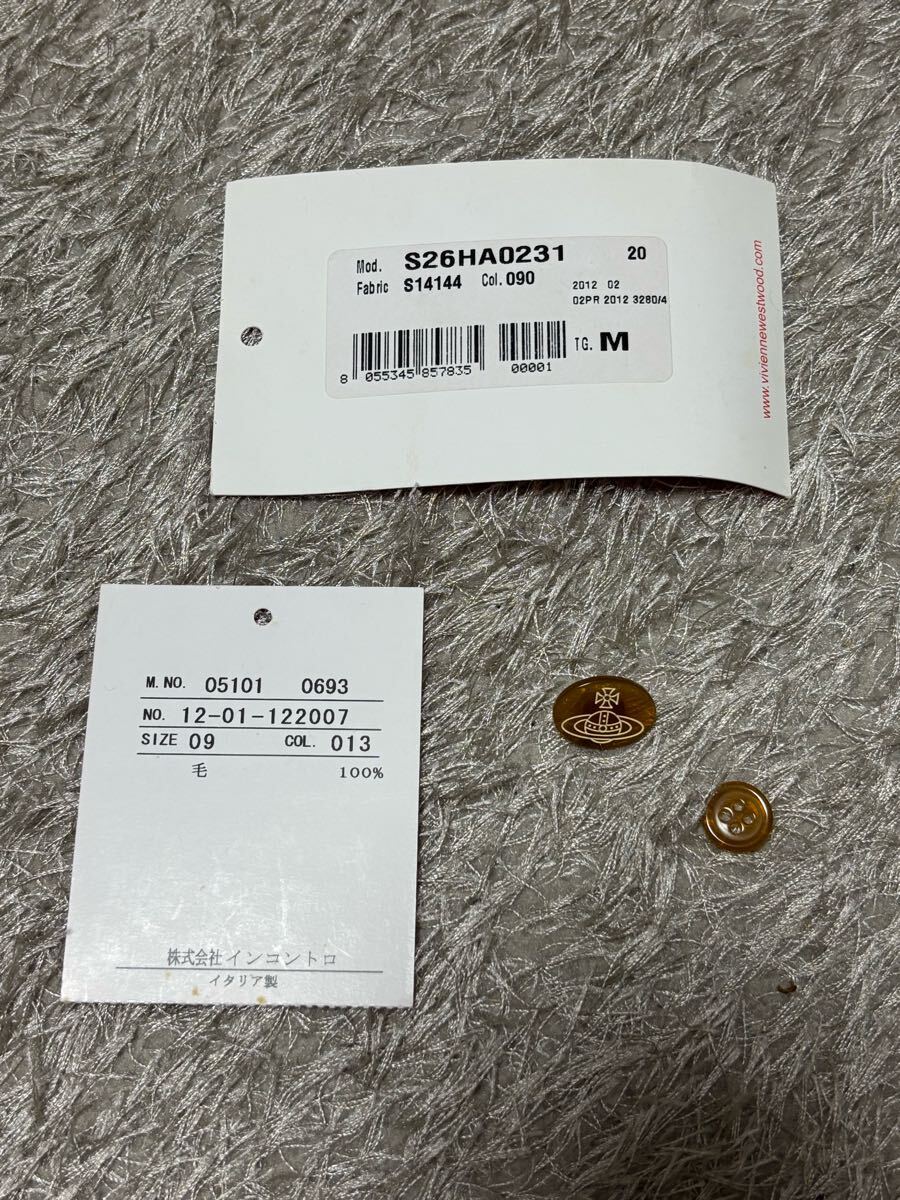 Mod. S26HA0231 20
Fabric S14144 Col. 090
2012 02
02PR 2012 3280/4
TG. M
8 055345 857835
00001
www.viviennewestwood.com
M. NO. 05101 0693
NO. 12-01-122007
SIZE 09 COL. 013
毛 100%
株式会社インコントロ
イタリア製